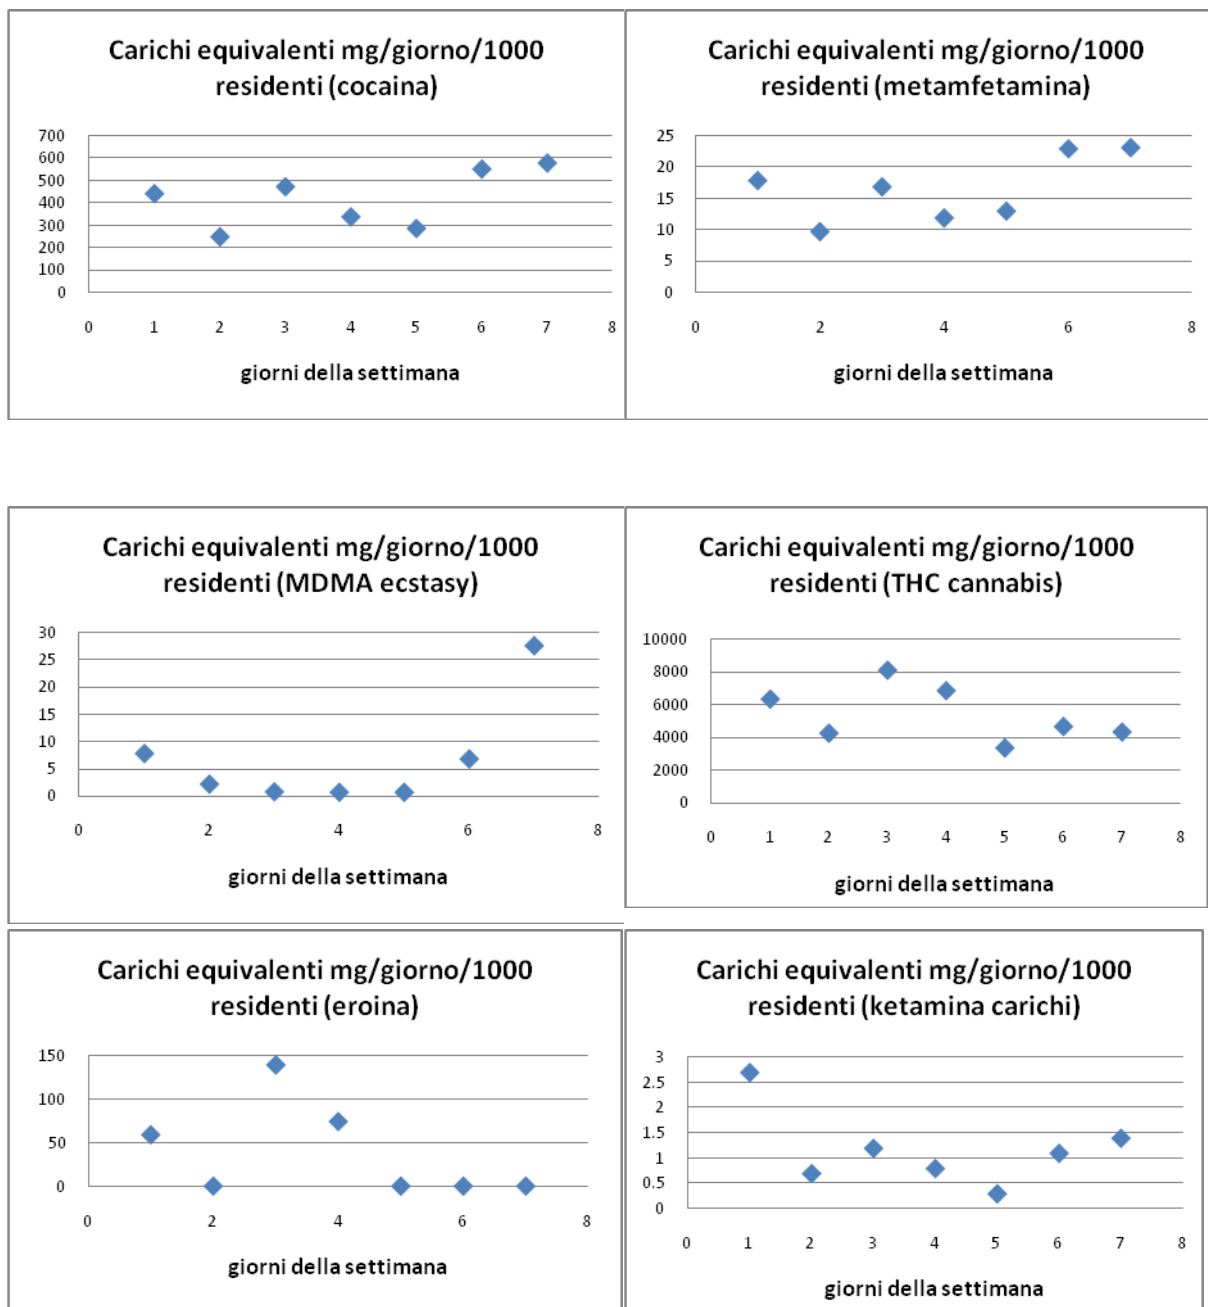 Carichi equivalenti mg/giorno/1000
residenti (cocaina)
700
600
500
400
300
200
100
0
0 1 2 3 4 5 6 7 8
giorni della settimana
Carichi equivalenti mg/giorno/1000
residenti (metamfetamina)
25
20
15
10
5
0
0 2 4 6 8
giorni della settimana
Carichi equivalenti mg/giorno/1000
residenti (MDMA ecstasy)
30
25
20
15
10
5
0
0 2 4 6 8
giorni della settimana
Carichi equivalenti mg/giorno/1000
residenti (THC cannabis)
10000
8000
6000
4000
2000
0
0 1 2 3 4 5 6 7 8
giorni della settimana
Carichi equivalenti mg/giorno/1000
residenti (eroina)
150
100
50
0
0 2 4 6 8
giorni della settimana
Carichi equivalenti mg/giorno/1000
residenti (ketamina carichi)
3
2.5
2
1.5
1
0.5
0
0 1 2 3 4 5 6 7 8
giorni della settimana